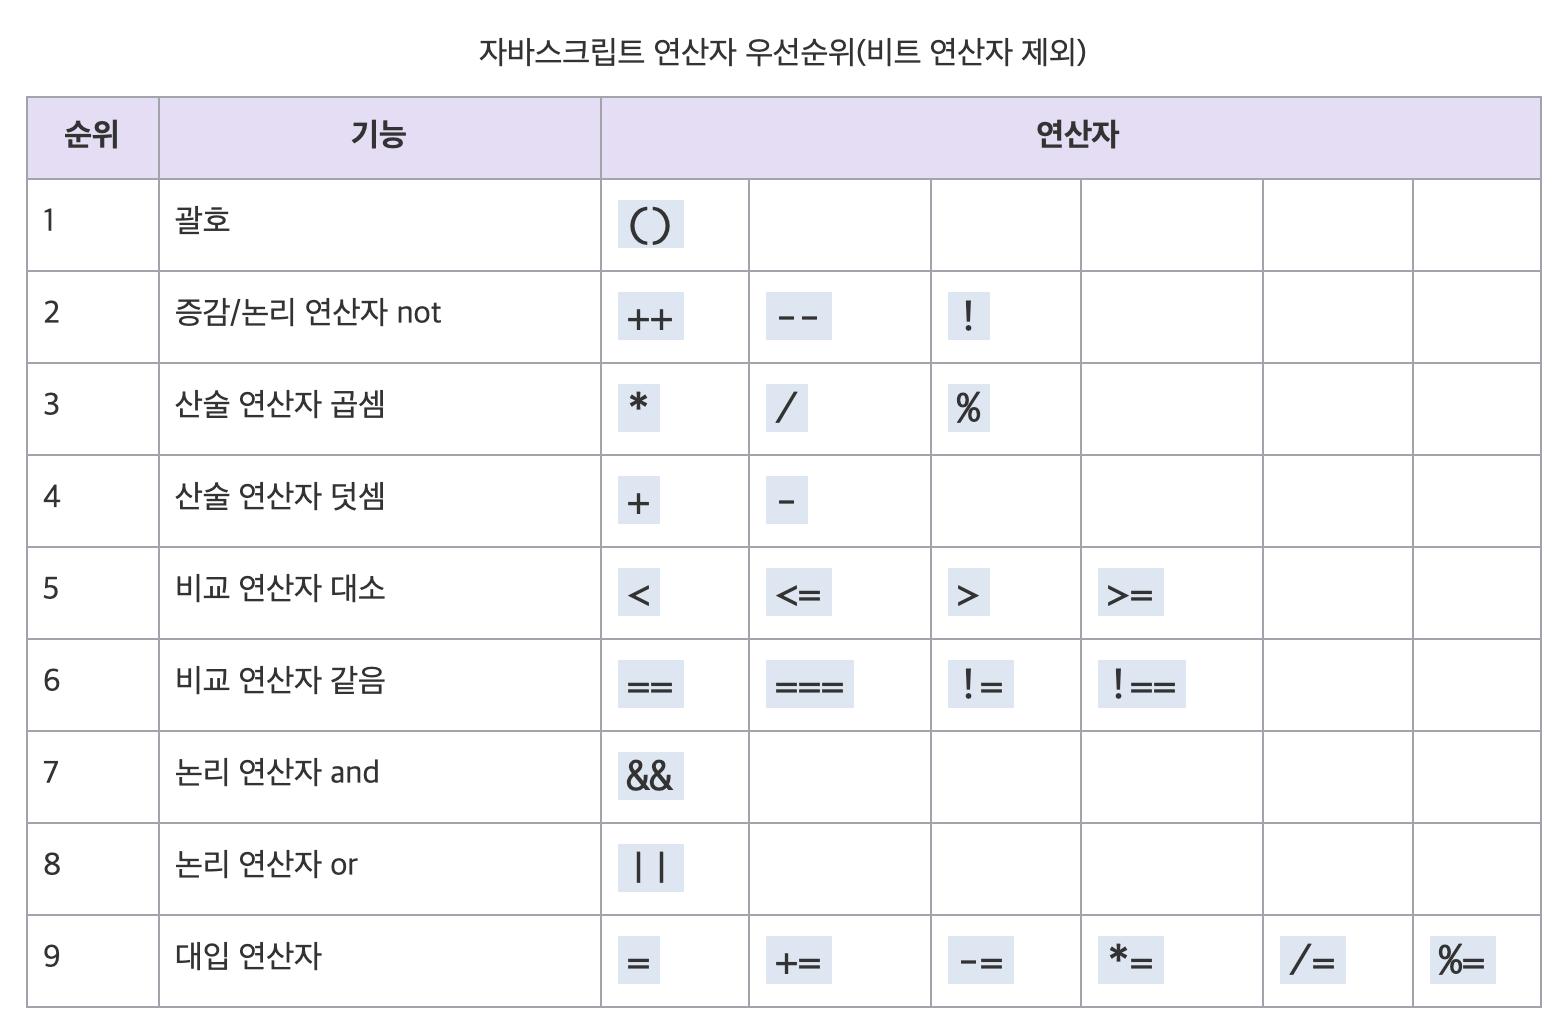 자바스크립트 연산자 우선순위(비트 연산자 제외)
순위 기능 연산자
1 괄호 ()
2 증감/논리 연산자 not ++ -- !
3 산술 연산자 곱셈 * / %
4 산술 연산자 덧셈 + -
5 비교 연산자 대소 < <= > >=
6 비교 연산자 같음 == === != !==
7 논리 연산자 and &&
8 논리 연산자 or ||
9 대입 연산자 = += -= *= /= %=